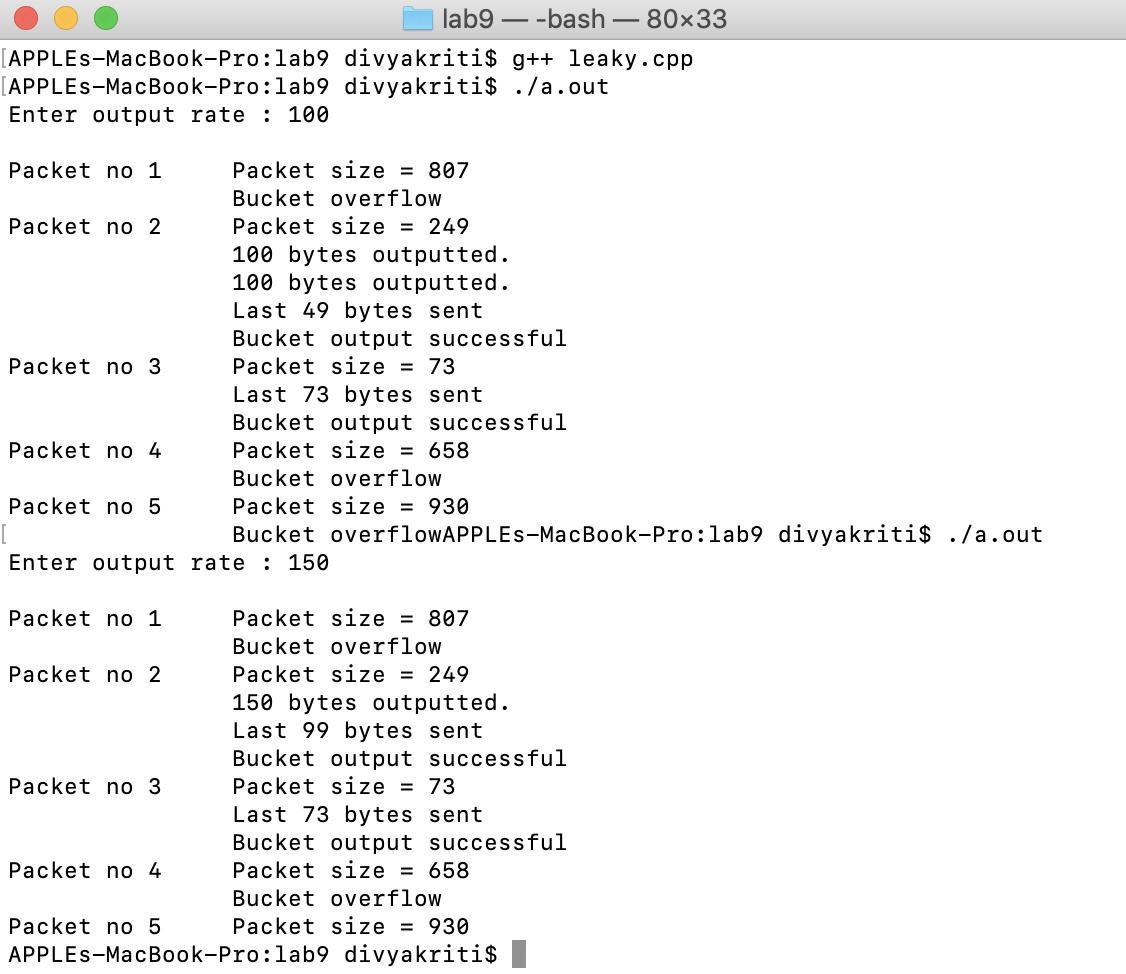 lab9 — -bash — 80×33
[APPLEs-MacBook-Pro:lab9 divyakriti$ g++ leaky.cpp
[APPLEs-MacBook-Pro:lab9 divyakriti$ ./a.out
Enter output rate : 100
Packet no 1     Packet size = 807
                Bucket overflow
Packet no 2     Packet size = 249
                100 bytes outputted.
                100 bytes outputted.
                Last 49 bytes sent
                Bucket output successful
Packet no 3     Packet size = 73
                Last 73 bytes sent
                Bucket output successful
Packet no 4     Packet size = 658
                Bucket overflow
Packet no 5     Packet size = 930
[               Bucket overflowAPPLEs-MacBook-Pro:lab9 divyakriti$ ./a.out
Enter output rate : 150
Packet no 1     Packet size = 807
                Bucket overflow
Packet no 2     Packet size = 249
                150 bytes outputted.
                Last 99 bytes sent
                Bucket output successful
Packet no 3     Packet size = 73
                Last 73 bytes sent
                Bucket output successful
Packet no 4     Packet size = 658
                Bucket overflow
Packet no 5     Packet size = 930
APPLEs-MacBook-Pro:lab9 divyakriti$